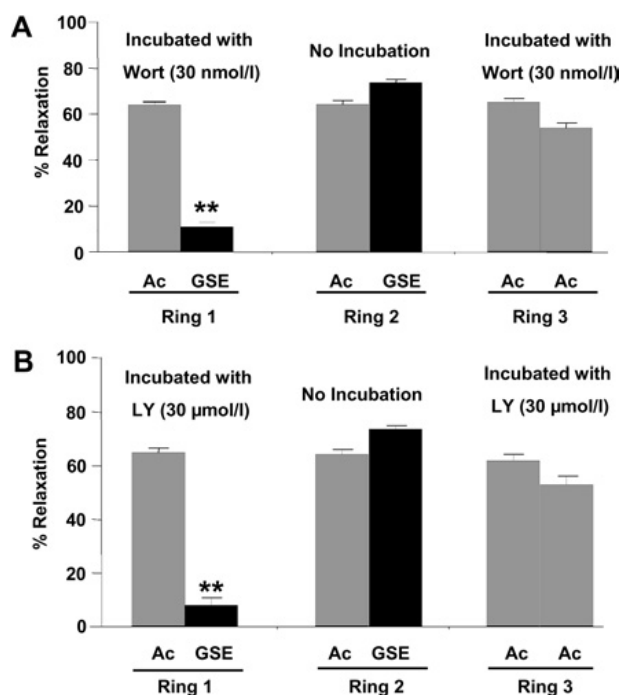 A
Incubated with
Wort (30 nmol/l)
No Incubation
Incubated with
Wort (30 nmol/l)
% Relaxation
100
80
60
40
20
0
**
Ac GSE
Ac GSE
Ac Ac
Ring 1
Ring 2
Ring 3
B
Incubated with
LY (30 µmol/l)
No Incubation
Incubated with
LY (30 µmol/l)
% Relaxation
100
80
60
40
20
0
**
Ac GSE
Ac GSE
Ac Ac
Ring 1
Ring 2
Ring 3